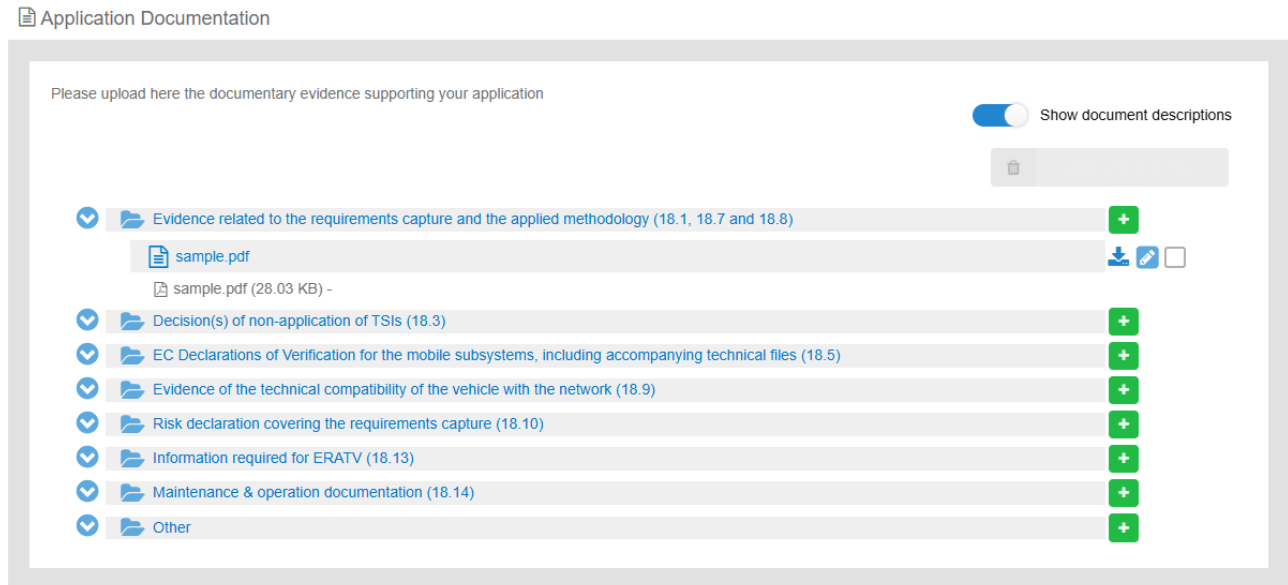 Application Documentation
Please upload here the documentary evidence supporting your application
Show document descriptions
Evidence related to the requirements capture and the applied methodology (18.1, 18.7 and 18.8)
sample.pdf
sample.pdf (28.03 KB) -
Decision(s) of non-application of TSIs (18.3)
EC Declarations of Verification for the mobile subsystems, including accompanying technical files (18.5)
Evidence of the technical compatibility of the vehicle with the network (18.9)
Risk declaration covering the requirements capture (18.10)
Information required for ERATV (18.13)
Maintenance & operation documentation (18.14)
Other